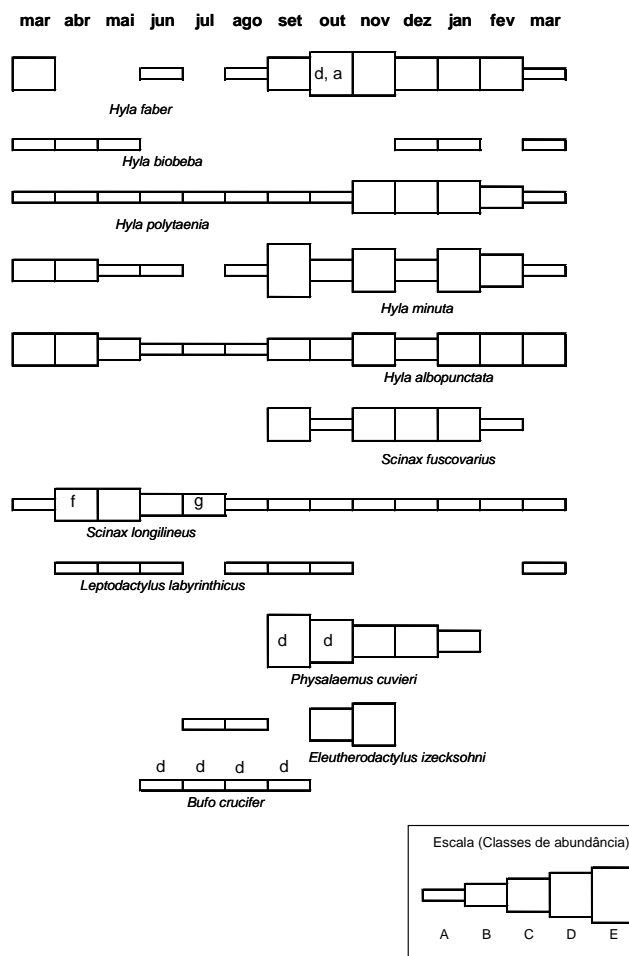 mar abr mai jun jul ago set out nov dez jan fev mar
d, a
Hyla faber
Hyla biobeba
Hyla polytaenia
Hyla minuta
Hyla albopunctata
Scinax fuscovarius
f g
Scinax longilineus
Leptodactylus labyrinthicus
d d
Physalaemus cuvieri
Eleutherodactylus izecksohni
d d d d
Bufo crucifer
Escala (Classes de abundância)
A B C D E